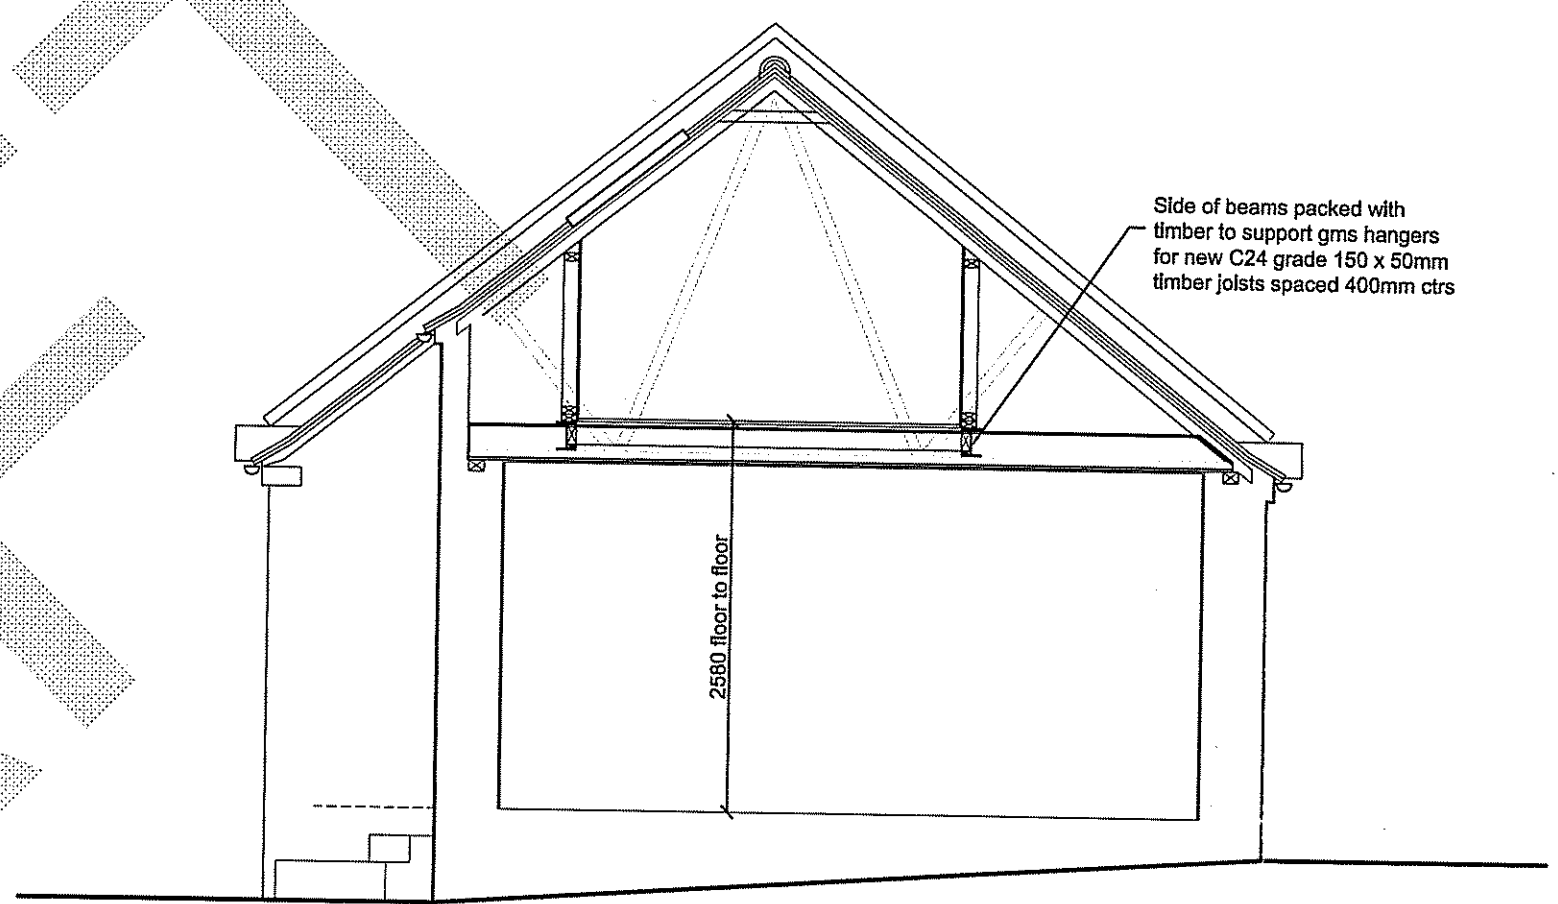 Side of beams packed with
timber to support gms hangers
for new C24 grade 150 x 50mm
timber joists spaced 400mm ctrs
2580 floor to floor